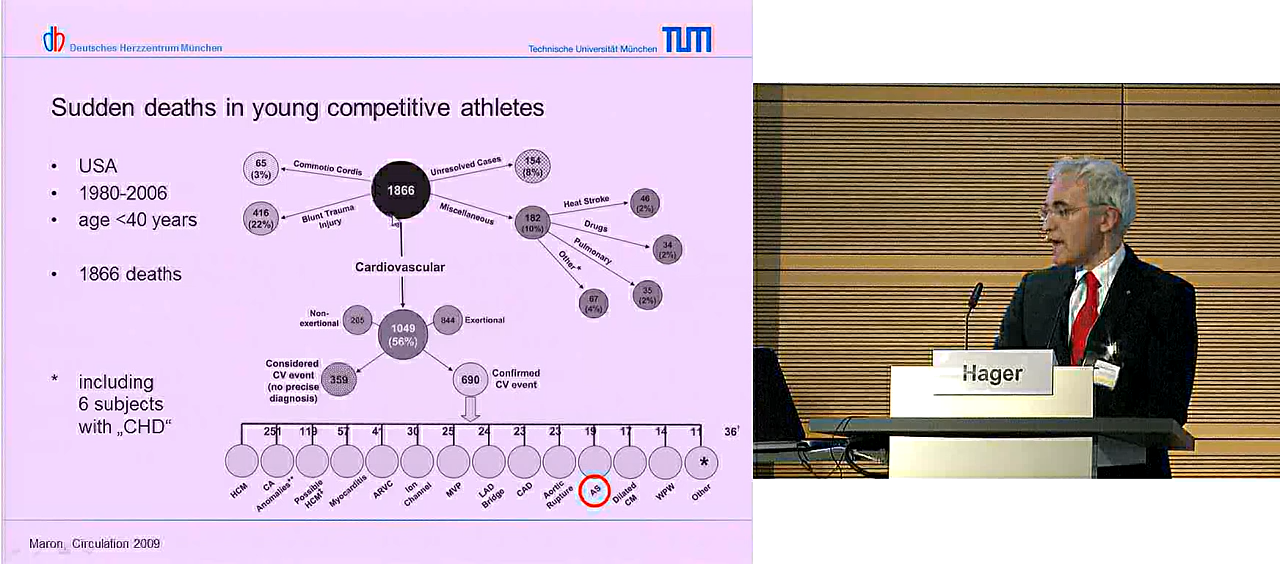 Deutsches Herzzentrum München
Technische Universität München TUM
Sudden deaths in young competitive athletes
• USA
• 1980-2006
• age <40 years
• 1866 deaths
* including
6 subjects
with „CHD“
65
(3%)
Commotio Cordis
1866
Unresolved Cases
154
(8%)
416
(22%)
Blunt Trauma
Injury
Miscellaneous
182
(10%)
Heat Stroke
46
(2%)
Drugs
34
(2%)
Pulmonary
35
(2%)
Other*
67
(4%)
Cardiovascular
Non-
exertional
205
1049
(56%)
844
Exertional
Considered
CV event
(no precise
diagnosis)
359
690
Confirmed
CV event
251 119 57 41 30 25 24 23 23 19 17 14 11 36†
*
HCM
CA
Anomalies**
Possible
HCM
Myocarditis
ARVC
Ion
Channel
MVP
LAD
Bridge
CAD
Aortic
Rupture
AS
Dilated
CM
WPW
Other
Maron, Circulation 2009
Hager